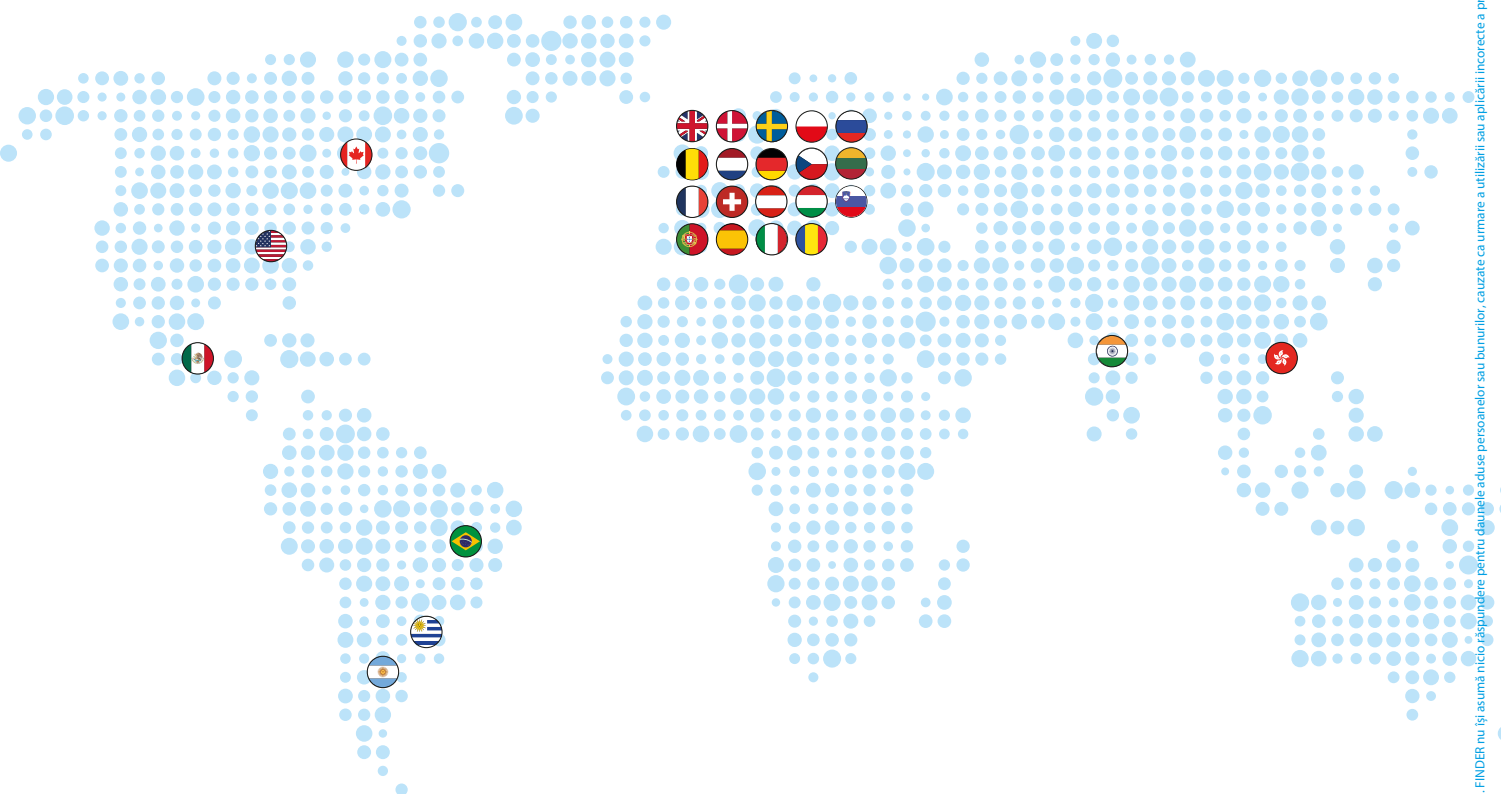 . FINDER nu își asumă nicio răspundere pentru daunele aduse persoanelor sau bunurilor, cauzate ca urmare a utilizării sau aplicării incorecte a